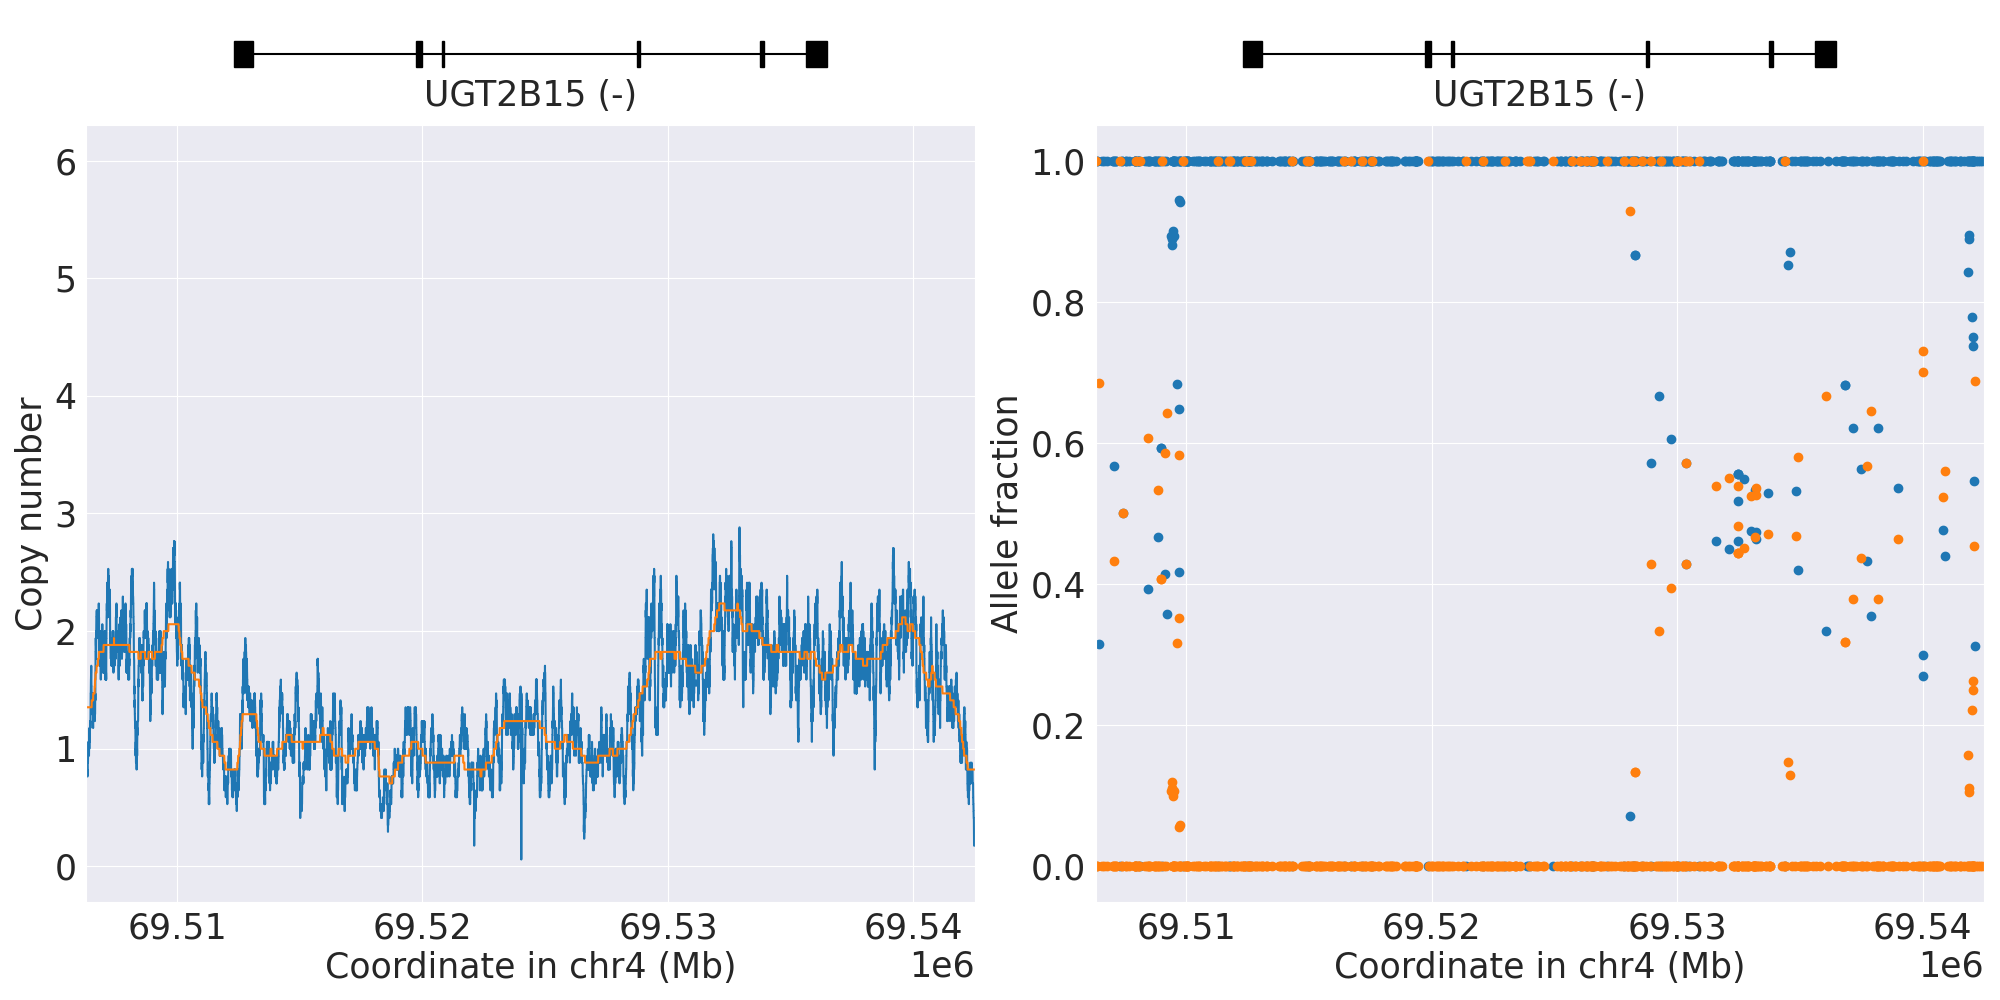 UGT2B15 (-)
UGT2B15 (-)
Copy number
6
5
4
3
2
1
0
69.51 69.52 69.53 69.54
Coordinate in chr4 (Mb)
1e6
Allele fraction
1.0
0.8
0.6
0.4
0.2
0.0
69.51 69.52 69.53 69.54
Coordinate in chr4 (Mb)
1e6